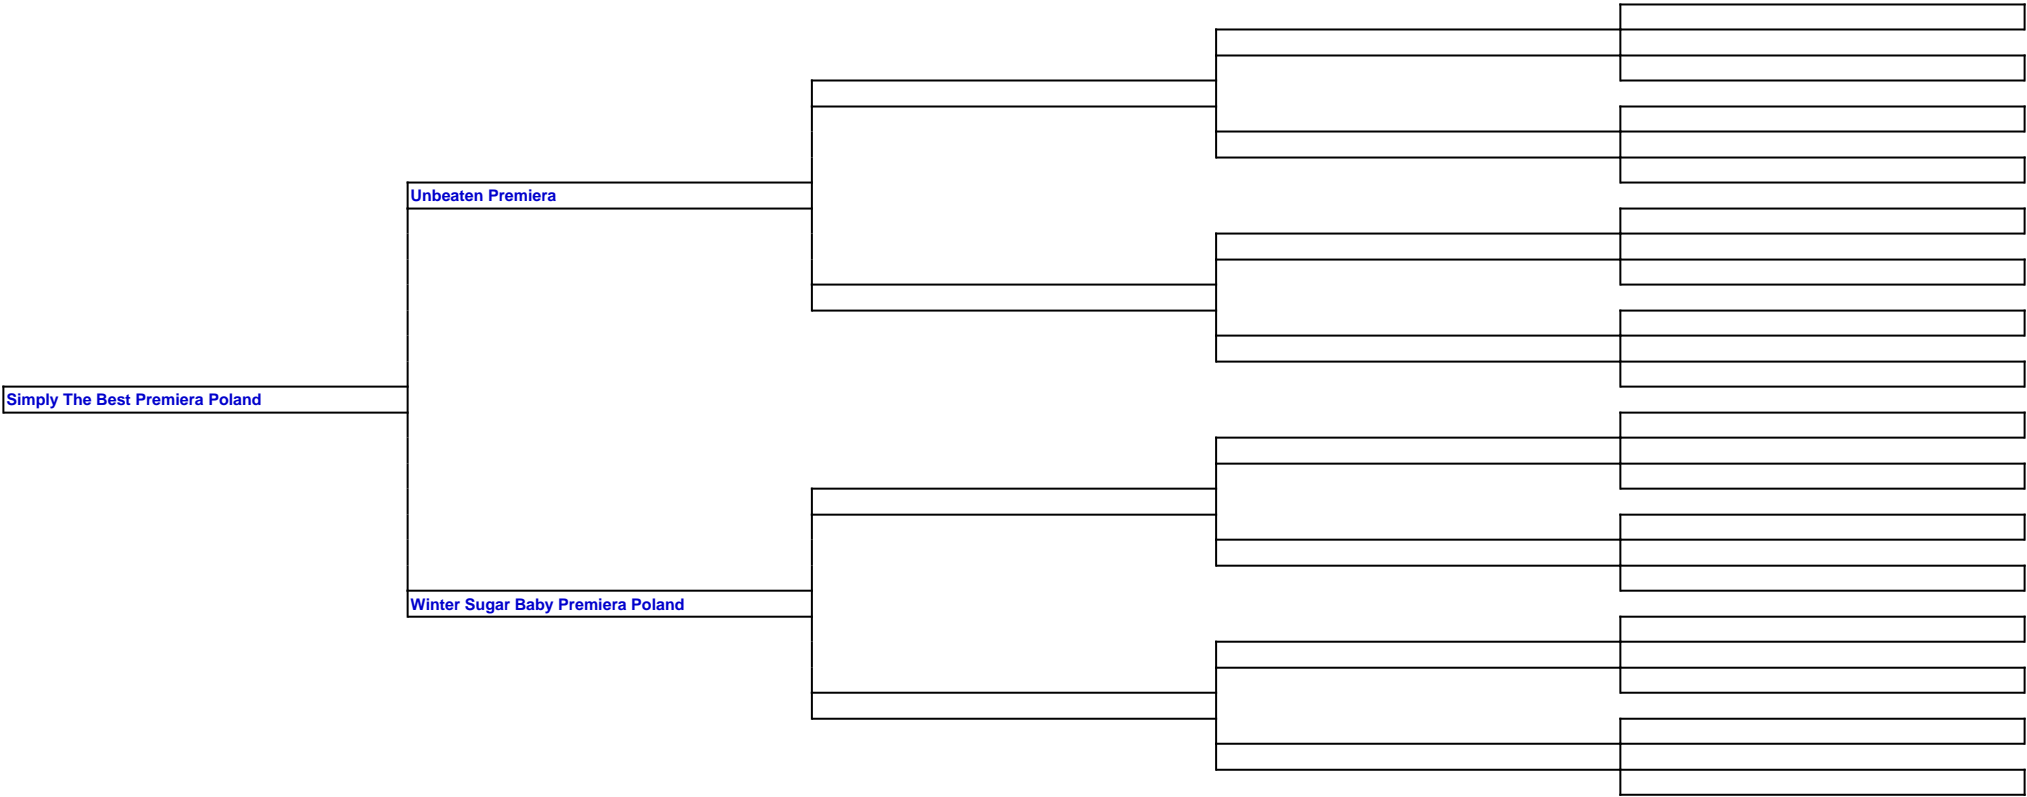 Unbeaten Premiera
Simply The Best Premiera Poland
Winter Sugar Baby Premiera Poland